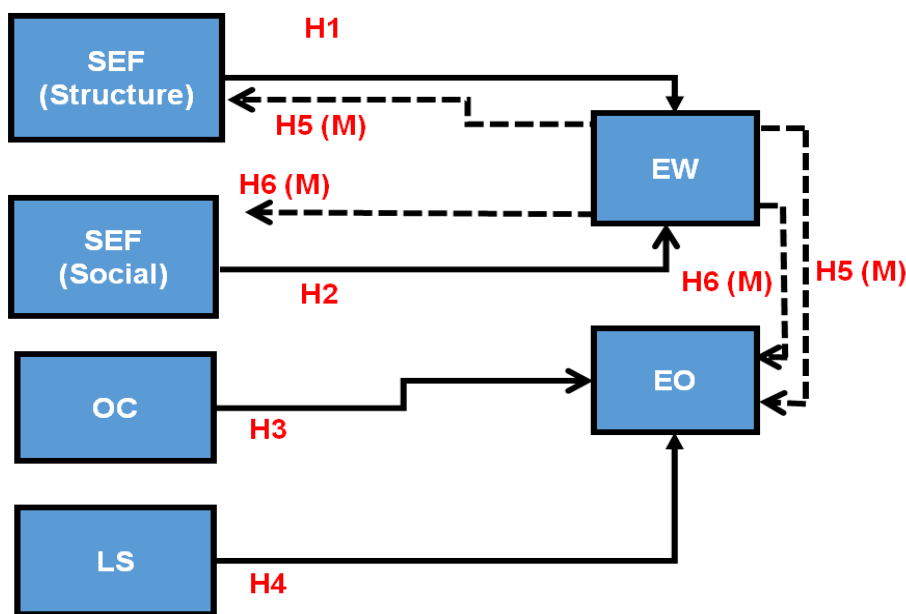 H1
SEF
(Structure)
H5 (M)
EW
H6 (M)
SEF
(Social)
H2
H6 (M)
H5 (M)
OC
H3
EO
LS
H4